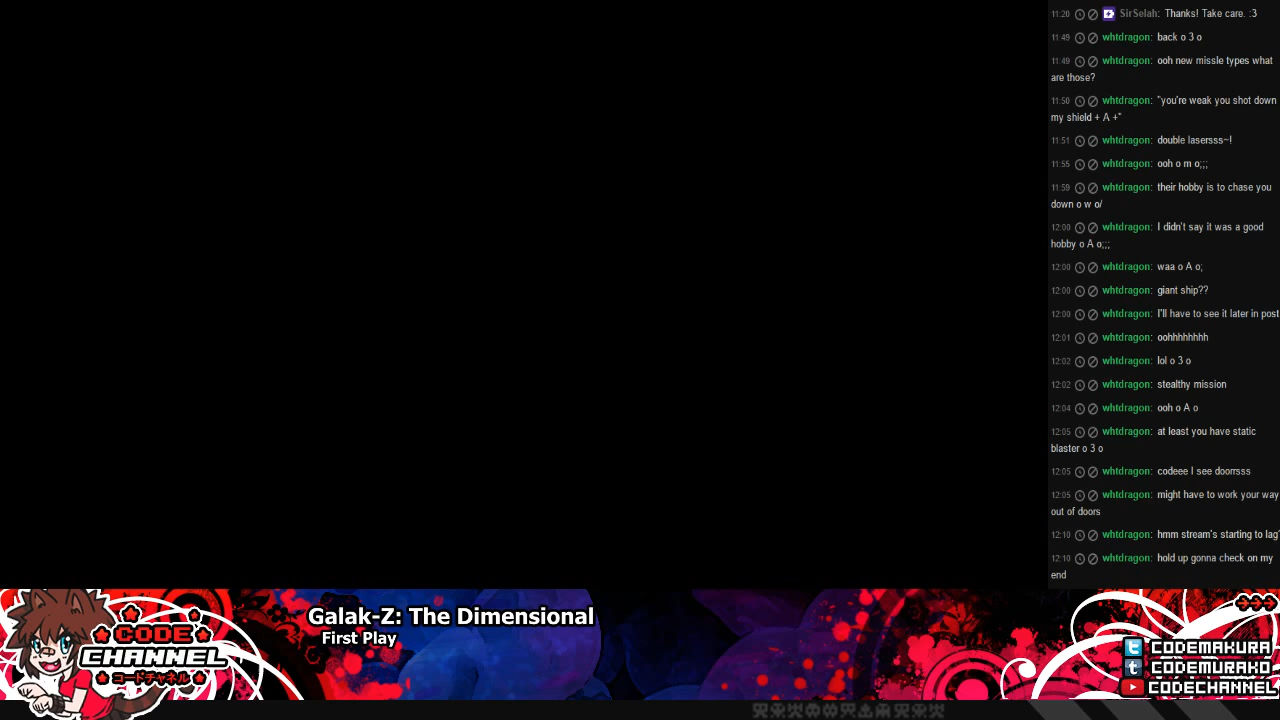 11:20 SirSelah: Thanks! Take care. :3
11:49 whtdragon: back o 3 o
11:49 whtdragon: ooh new missle types what
are those?
11:50 whtdragon: "you're weak you shot down
my shield + A +"
11:51 whtdragon: double lasersss~!
11:55 whtdragon: ooh o m o;;;
11:59 whtdragon: their hobby is to chase you
down o w o/
12:00 whtdragon: I didn't say it was a good
hobby o A o;;;
12:00 whtdragon: waa o A o;
12:00 whtdragon: giant ship??
12:00 whtdragon: I'll have to see it later in post
12:01 whtdragon: oohhhhhhhh
12:02 whtdragon: lol o 3 o
12:02 whtdragon: stealthy mission
12:04 whtdragon: ooh o A o
12:05 whtdragon: at least you have static
blaster o 3 o
12:05 whtdragon: codeee I see doorrsss
12:05 whtdragon: might have to work your way
out of doors
12:10 whtdragon: hmm stream's starting to lag?
12:10 whtdragon: hold up gonna check on my
end
CODE
CHANNEL
コードチャンネル
Galak-Z: The Dimensional
First Play
CODEMAKURA
CODEMURAKO
CODECHANNEL